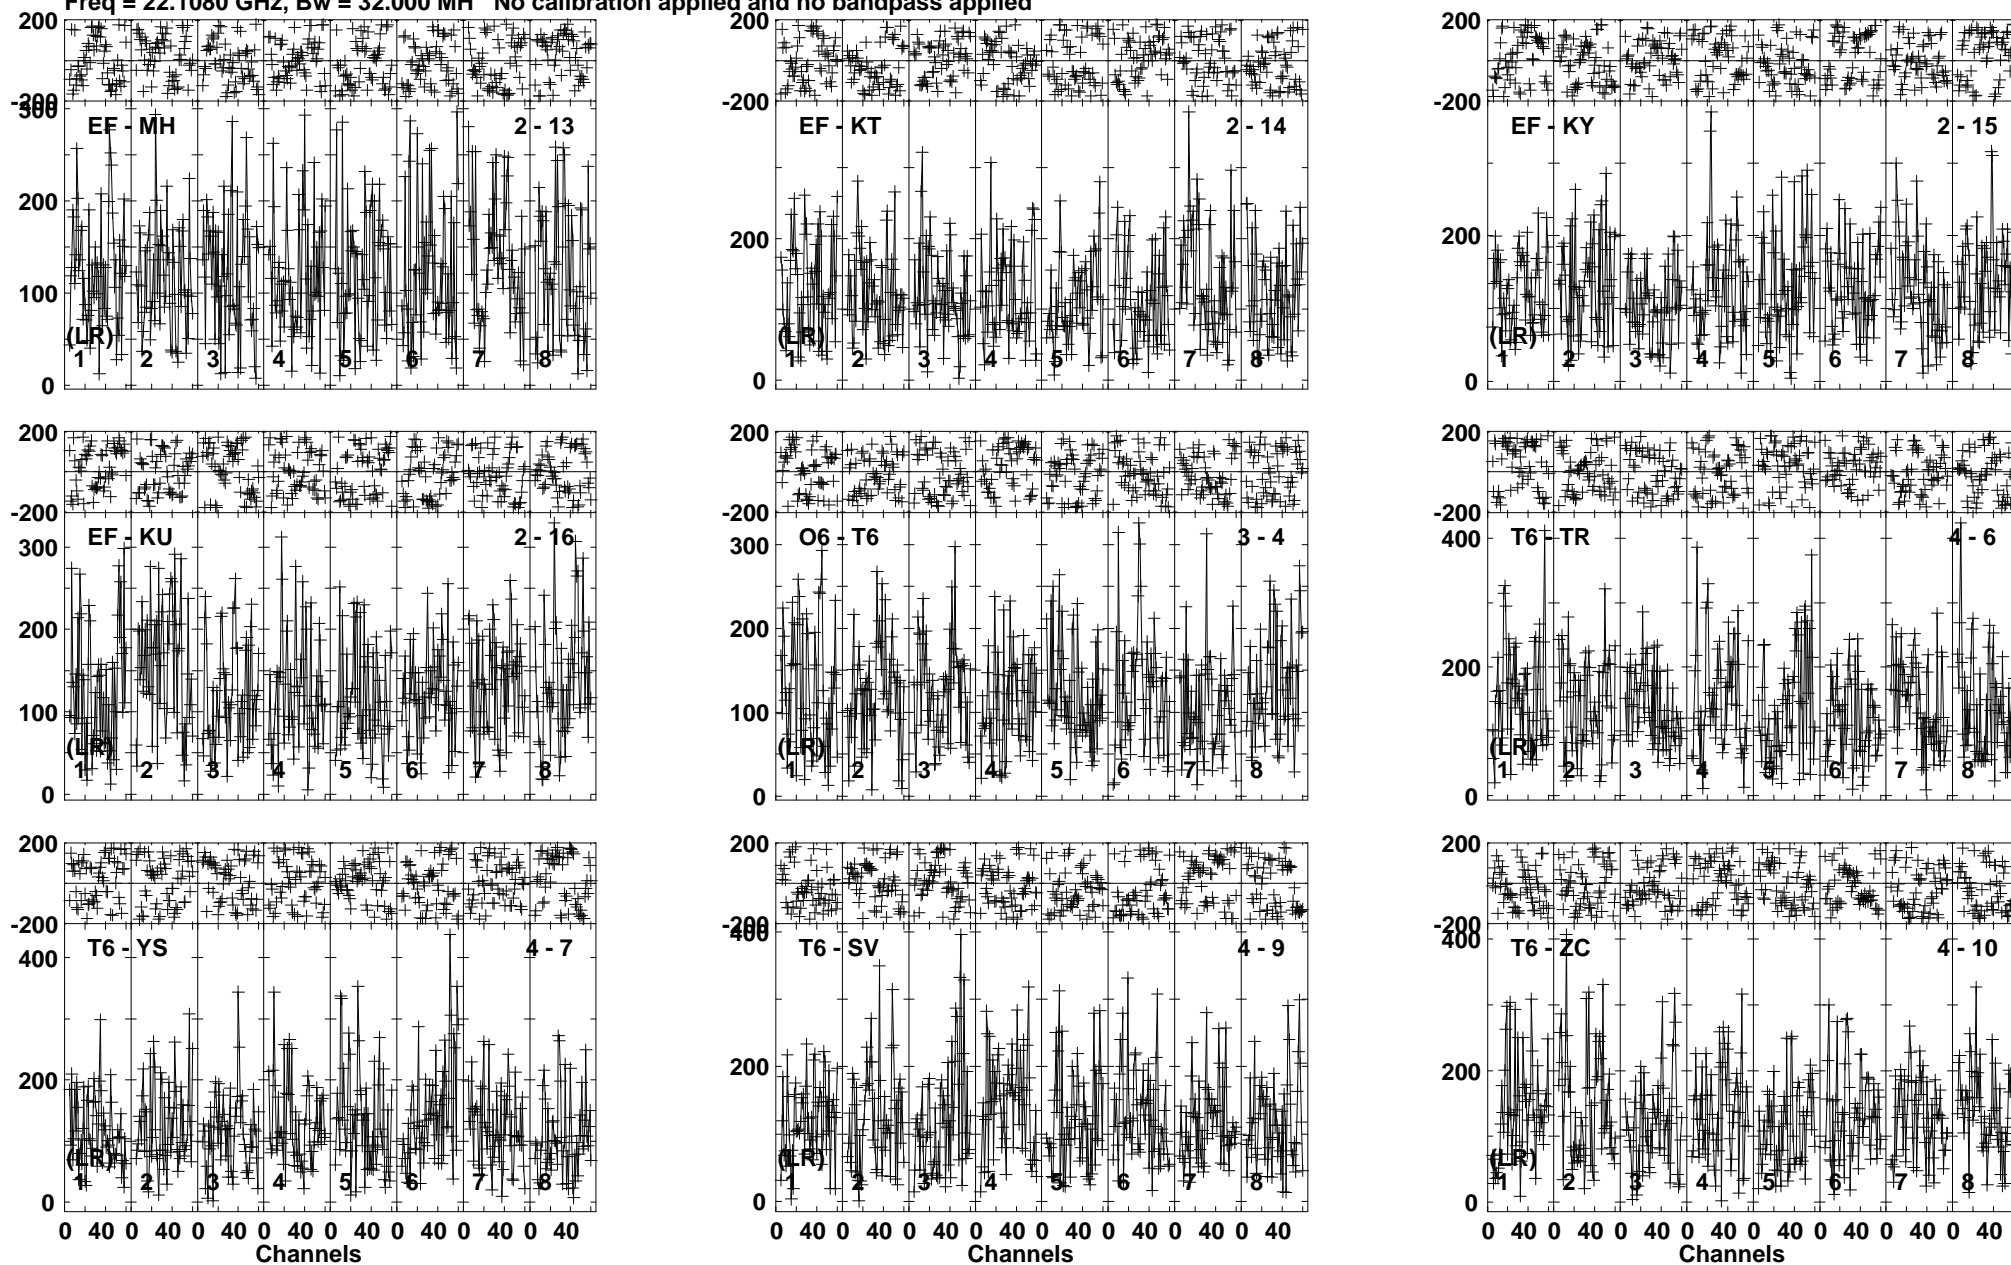 Freq = 22.1080 GHz, Bw = 32.000 MH No calibration applied and no bandpass applied
200
-200
300
200
100
0
EF - MH 2 - 13
(LR)
1 2 3 4 5 6 7 8
200
-200
200
0
EF - KT 2 - 14
(LR)
1 2 3 4 5 6 7 8
200
-200
200
0
EF - KY 2 - 15
(LR)
1 2 3 4 5 6 7 8
200
-200
300
200
100
0
EF - KU 2 - 16
(LR)
1 2 3 4 5 6 7 8
200
-200
300
200
100
0
O6 - T6 3 - 4
(LR)
1 2 3 4 5 6 7 8
200
-200
400
200
0
T6 - TR 4 - 6
(LR)
1 2 3 4 5 6 7 8
200
-200
400
200
0
T6 - YS 4 - 7
(LR)
1 2 3 4 5 6 7 8
0 40 0 40 0 40 0 40 0 40 0 40 0 40 0 40
Channels
200
-200
400
200
0
T6 - SV 4 - 9
(LR)
1 2 3 4 5 6 7 8
0 40 0 40 0 40 0 40 0 40 0 40 0 40 0 40
Channels
200
-200
400
200
0
T6 - ZC 4 - 10
(LR)
1 2 3 4 5 6 7 8
0 40 0 40 0 40 0 40 0 40 0 40 0 40 0 40
Channels